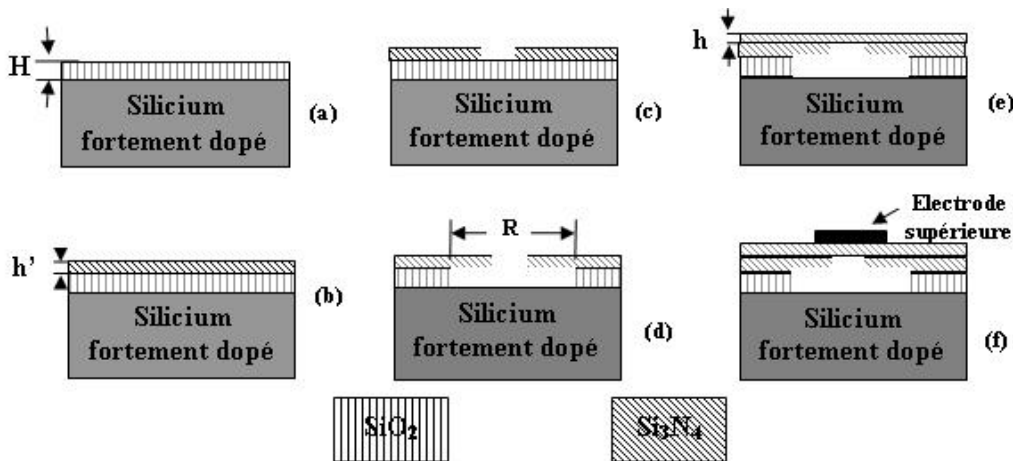 H
Silicium
fortement dopé
(a)
Silicium
fortement dopé
(c)
h
Silicium
fortement dopé
(e)
h'
Silicium
fortement dopé
(b)
R
Silicium
fortement dopé
(d)
Electrode
supérieure
Silicium
fortement dopé
(f)
SiO₂
Si₃N₄